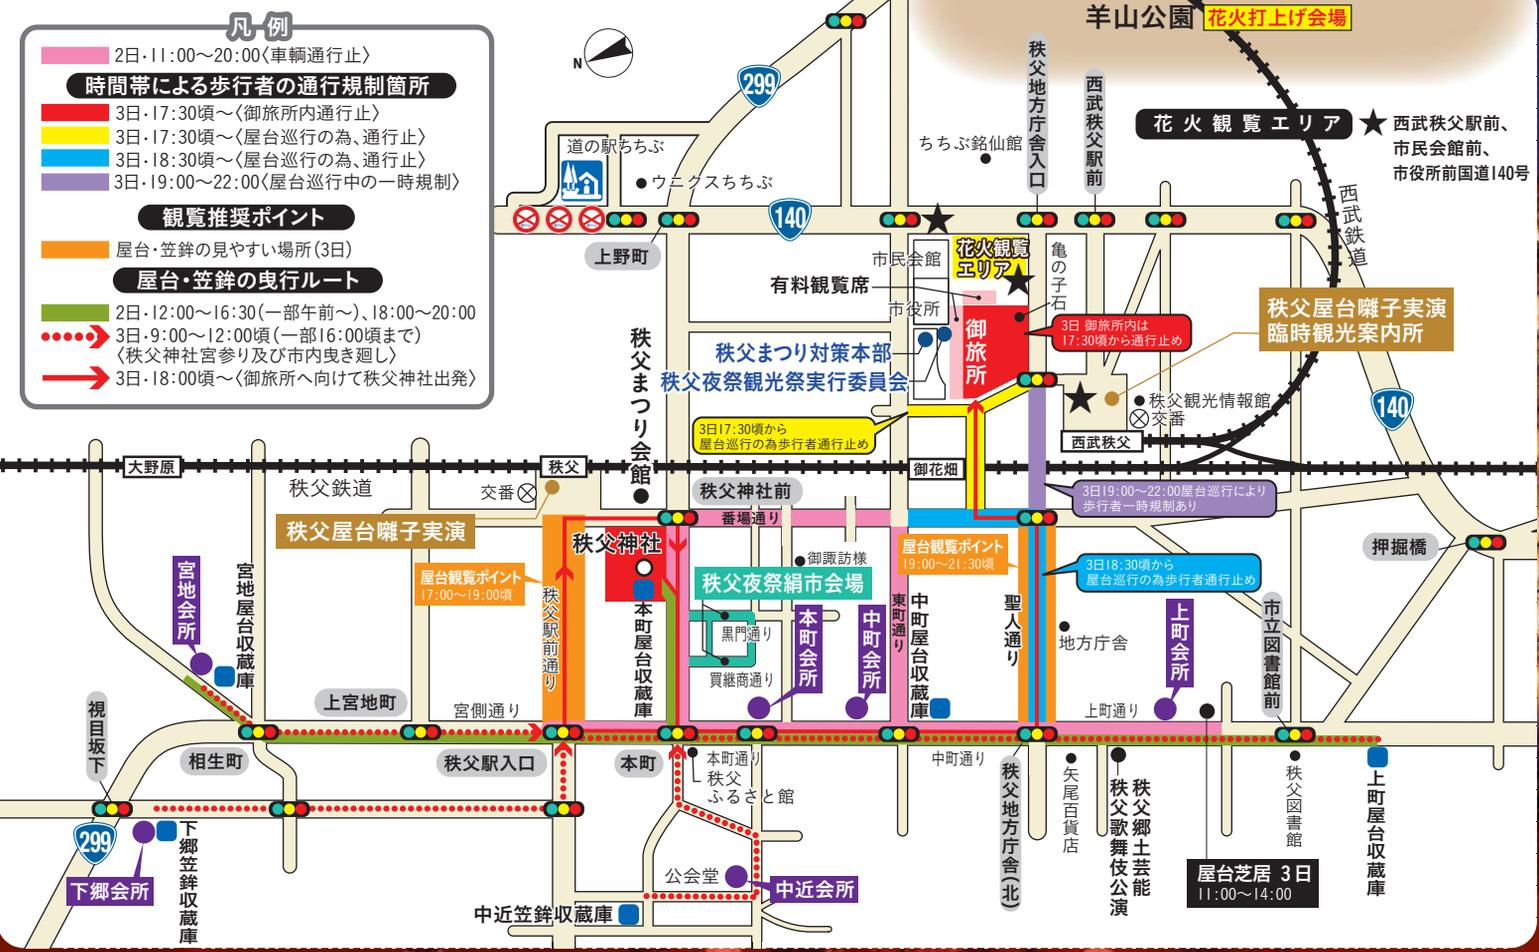 凡 例
2日・11:00〜20:00〈車輌通行止〉
時間帯による歩行者の通行規制箇所
3日・17:30頃〜〈御旅所内通行止〉
3日・17:30頃〜〈屋台巡行の為、通行止〉
3日・18:30頃〜〈屋台巡行の為、通行止〉
3日・19:00〜22:00〈屋台巡行中の一時規制〉
観覧推奨ポイント
屋台・笠鉾の見やすい場所(3日)
屋台・笠鉾の曳行ルート
2日・12:00〜16:30(一部午前〜)、18:00〜20:00
3日・9:00〜12:00頃(一部16:00頃まで)
〈秩父神社宮参り及び市内曳き廻し〉
3日・18:00頃〜〈御旅所へ向けて秩父神社出発〉
N
羊山公園
花火打上げ会場
299
秩父地方庁舎入口
西武秩父駅前
花火観覧エリア
西武秩父駅前、
市民会館前、
市役所前国道140号
道の駅ちちぶ
ウニクスちちぶ
ちちぶ銘仙館
140
上野町
西武鉄道
市民会館
花火観覧
エリア
亀の子石
有料観覧席
市役所
御旅所
3日 御旅所内は
17:30頃から通行止め
秩父屋台囃子実演
臨時観光案内所
秩父まつり対策本部
秩父夜祭観光祭実行委員会
秩父まつり会館
3日17:30頃から
屋台巡行の為歩行者通行止め
秩父観光情報館
交番
西武秩父
140
大野原
秩父
御花畑
秩父鉄道
交番
秩父神社前
3日19:00〜22:00屋台巡行により
歩行者一時規制あり
番場通り
秩父屋台囃子実演
秩父神社
押堀橋
御諏訪様
屋台観覧ポイント
19:00〜21:30頃
3日18:30頃から
屋台巡行の為歩行者通行止め
屋台観覧ポイント
17:00〜19:00頃
秩父夜祭絹市会場
宮地会所
宮地屋台収蔵庫
秩父駅前通り
本町屋台収蔵庫
黒門通り
買継商通り
本町会所
中町会所
東町通り
中町屋台収蔵庫
聖人通り
地方庁舎
上町会所
市立図書館前
視目坂下
上宮地町
宮側通り
上町通り
相生町
秩父駅入口
本町
本町通り
秩父
ふるさと館
中町通り
秩父地方庁舎(北)
矢尾百貨店
秩父郷土芸能
秩父歌舞伎公演
秩父図書館
上町屋台収蔵庫
299
下郷会所
下郷笠鉾収蔵庫
公会堂
中近会所
中近笠鉾収蔵庫
屋台芝居 3日
11:00〜14:00